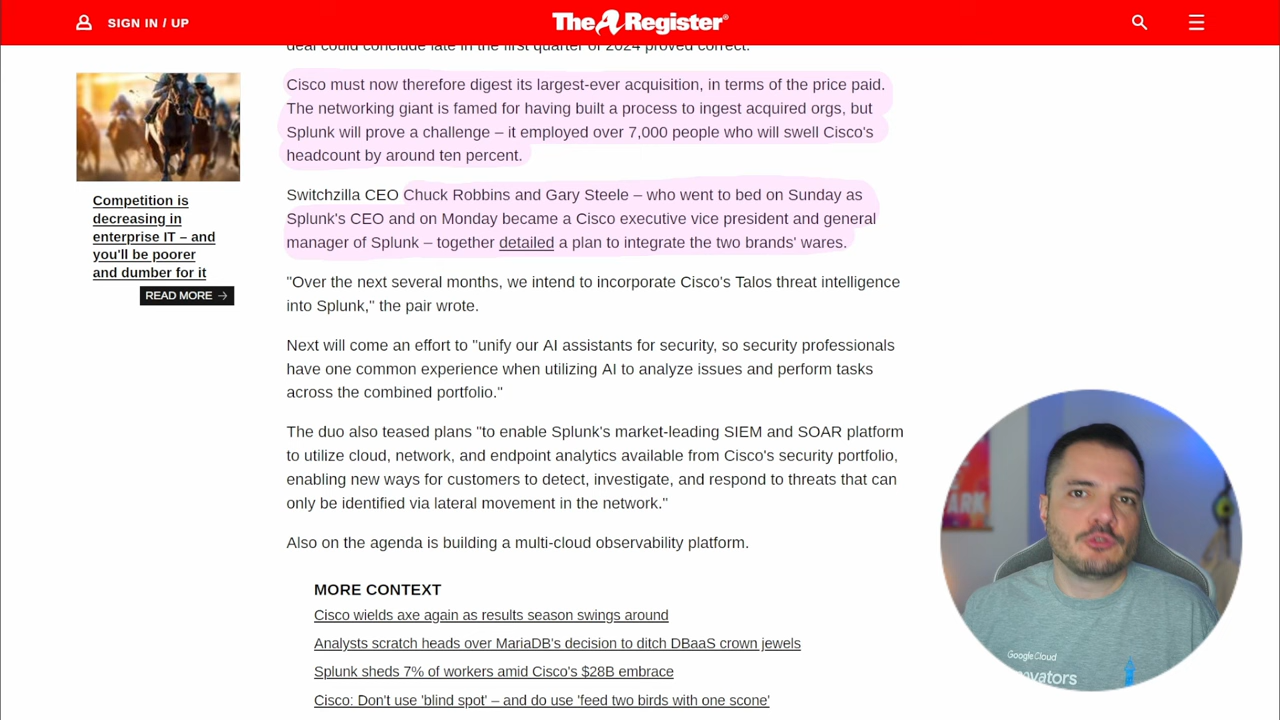 SIGN IN / UP
The Register®
deal could conclude late in the first quarter of 2024 proved correct.
Cisco must now therefore digest its largest-ever acquisition, in terms of the price paid.
The networking giant is famed for having built a process to ingest acquired orgs, but
Splunk will prove a challenge – it employed over 7,000 people who will swell Cisco's
headcount by around ten percent.
Competition is
decreasing in
enterprise IT – and
you'll be poorer
and dumber for it
READ MORE →
Switchzilla CEO Chuck Robbins and Gary Steele – who went to bed on Sunday as
Splunk's CEO and on Monday became a Cisco executive vice president and general
manager of Splunk – together detailed a plan to integrate the two brands' wares.
"Over the next several months, we intend to incorporate Cisco's Talos threat intelligence
into Splunk," the pair wrote.
Next will come an effort to "unify our AI assistants for security, so security professionals
have one common experience when utilizing AI to analyze issues and perform tasks
across the combined portfolio."
The duo also teased plans "to enable Splunk's market-leading SIEM and SOAR platform
to utilize cloud, network, and endpoint analytics available from Cisco's security portfolio,
enabling new ways for customers to detect, investigate, and respond to threats that can
only be identified via lateral movement in the network."
Also on the agenda is building a multi-cloud observability platform.
MORE CONTEXT
Cisco wields axe again as results season swings around
Analysts scratch heads over MariaDB's decision to ditch DBaaS crown jewels
Splunk sheds 7% of workers amid Cisco's $28B embrace
Cisco: Don't use 'blind spot' – and do use 'feed two birds with one scone'
Google Cloud